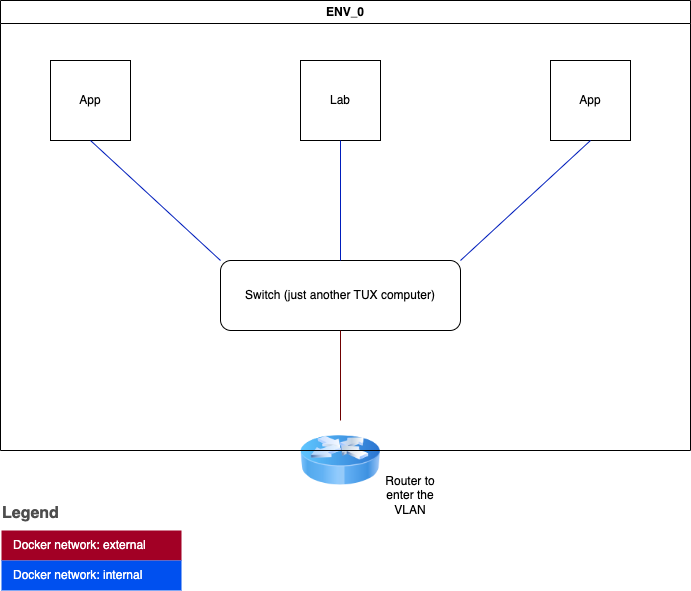 ENV_0
App
Lab
App
Switch (just another TUX computer)
Router to
enter the
VLAN
Legend
Docker network: external
Docker network: internal